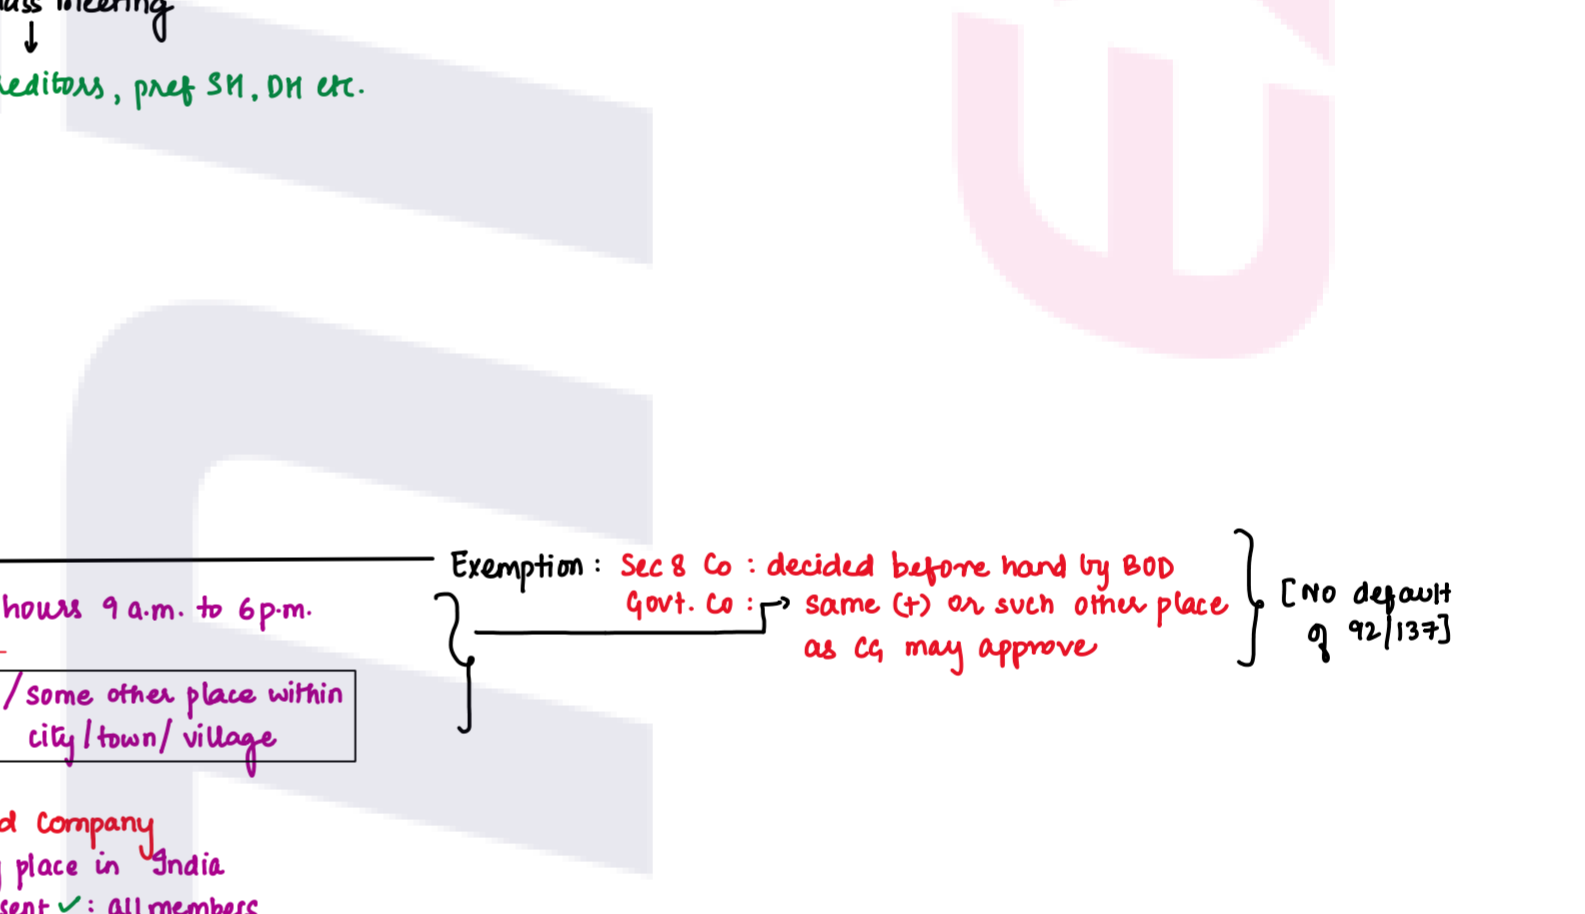 meeting
↓
editors, pref SH, DH etc.
Exemption : Sec 8 Co : decided before hand by BOD
hours 9 a.m. to 6 p.m.
Govt. Co : → same (+) or such other place
as CG may approve
[No default
of 92/137]
/some other place within
city/town/village
Company
place in India
: all members